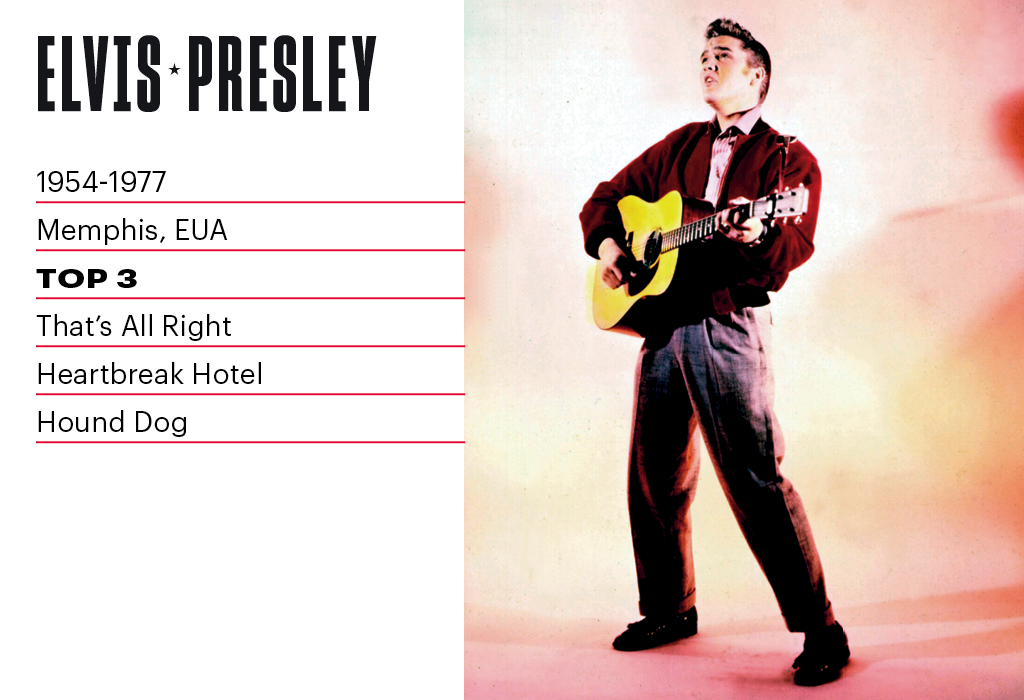 ELVIS★PRESLEY
1954-1977
Memphis, EUA
TOP 3
That’s All Right
Heartbreak Hotel
Hound Dog